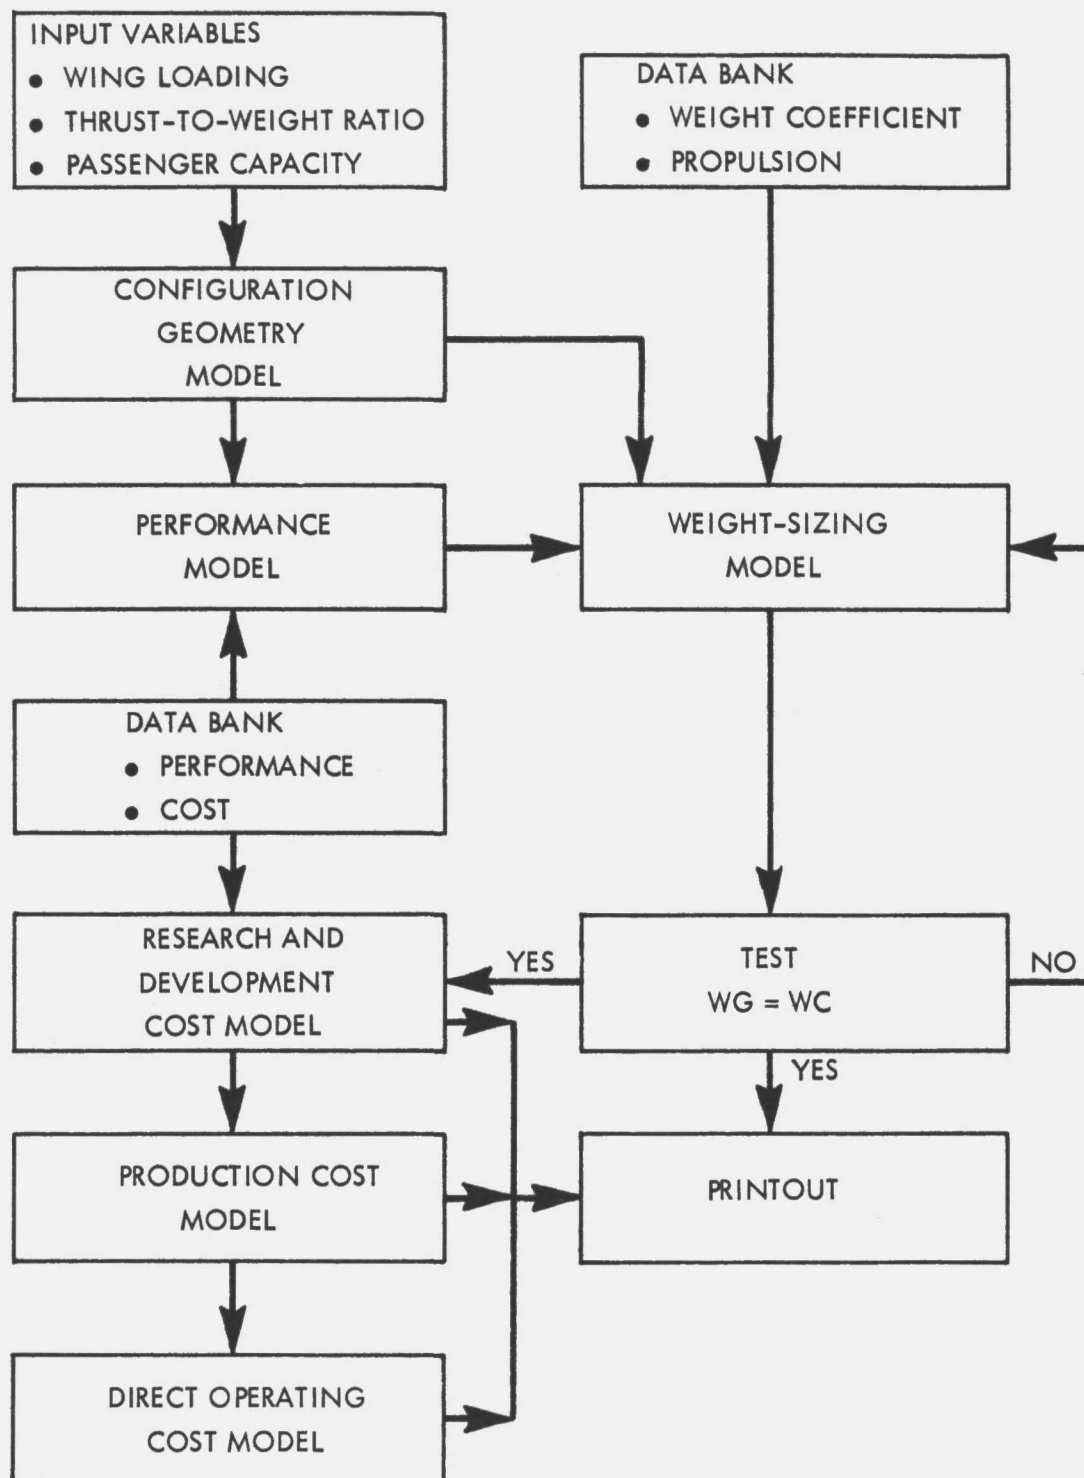 INPUT VARIABLES
● WING LOADING
● THRUST-TO-WEIGHT RATIO
● PASSENGER CAPACITY
DATA BANK
● WEIGHT COEFFICIENT
● PROPULSION
CONFIGURATION
GEOMETRY
MODEL
PERFORMANCE
MODEL
WEIGHT-SIZING
MODEL
DATA BANK
● PERFORMANCE
● COST
RESEARCH AND
DEVELOPMENT
COST MODEL
YES
TEST
WG = WC
NO
YES
PRODUCTION COST
MODEL
PRINTOUT
DIRECT OPERATING
COST MODEL